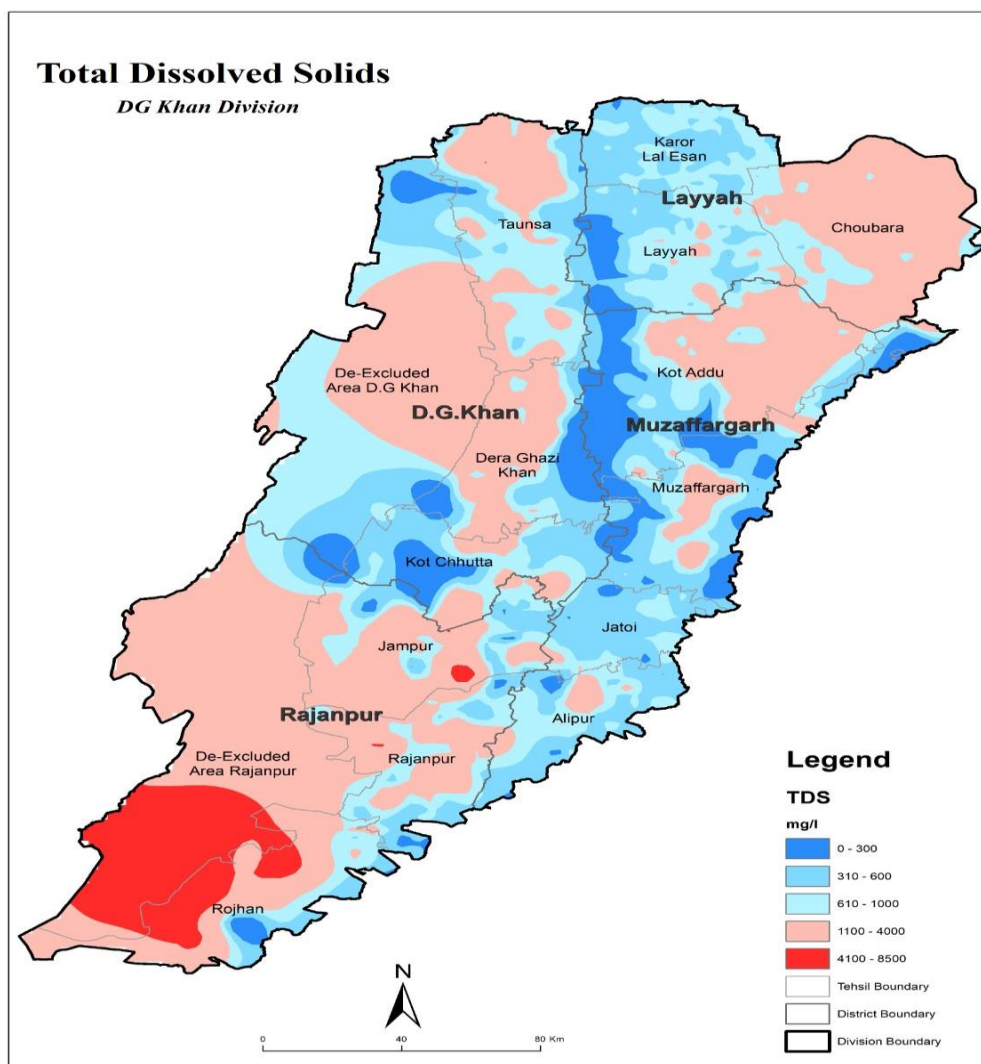 Total Dissolved Solids
DG Khan Division
Karor
Lal Esan
Layyah
Taunsa
Layyah
Choubara
De-Excluded
Area D.G Khan
Kot Addu
D.G.Khan
Muzaffargarh
Dera Ghazi
Khan
Muzaffargarh
Kot Chhutta
Jatoi
Jampur
Rajanpur
Alipur
De-Excluded
Area Rajanpur
Rajanpur
Rojhan
Legend
TDS
mg/l
0 - 300
310 - 600
610 - 1000
1100 - 4000
4100 - 8500
Tehsil Boundary
District Boundary
Division Boundary
N
0 40 80 Km